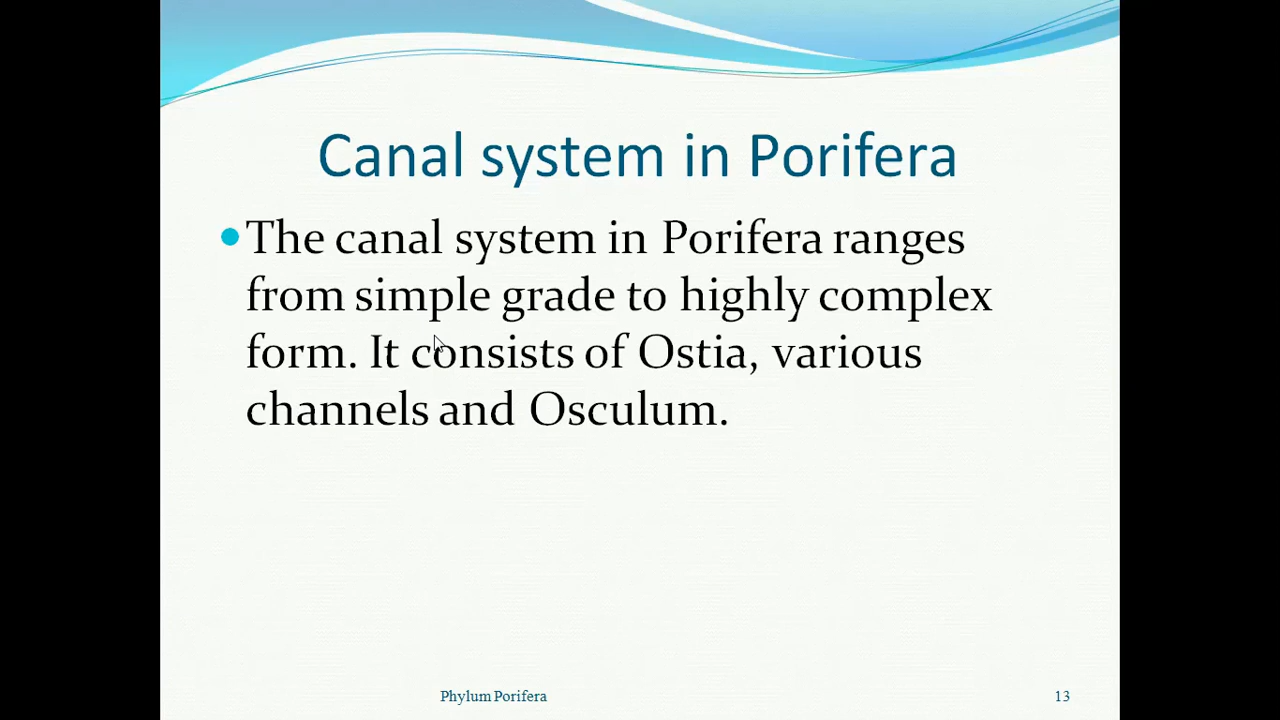 Canal system in Porifera
•The canal system in Porifera ranges
from simple grade to highly complex
form. It consists of Ostia, various
channels and Osculum.
Phylum Porifera
13